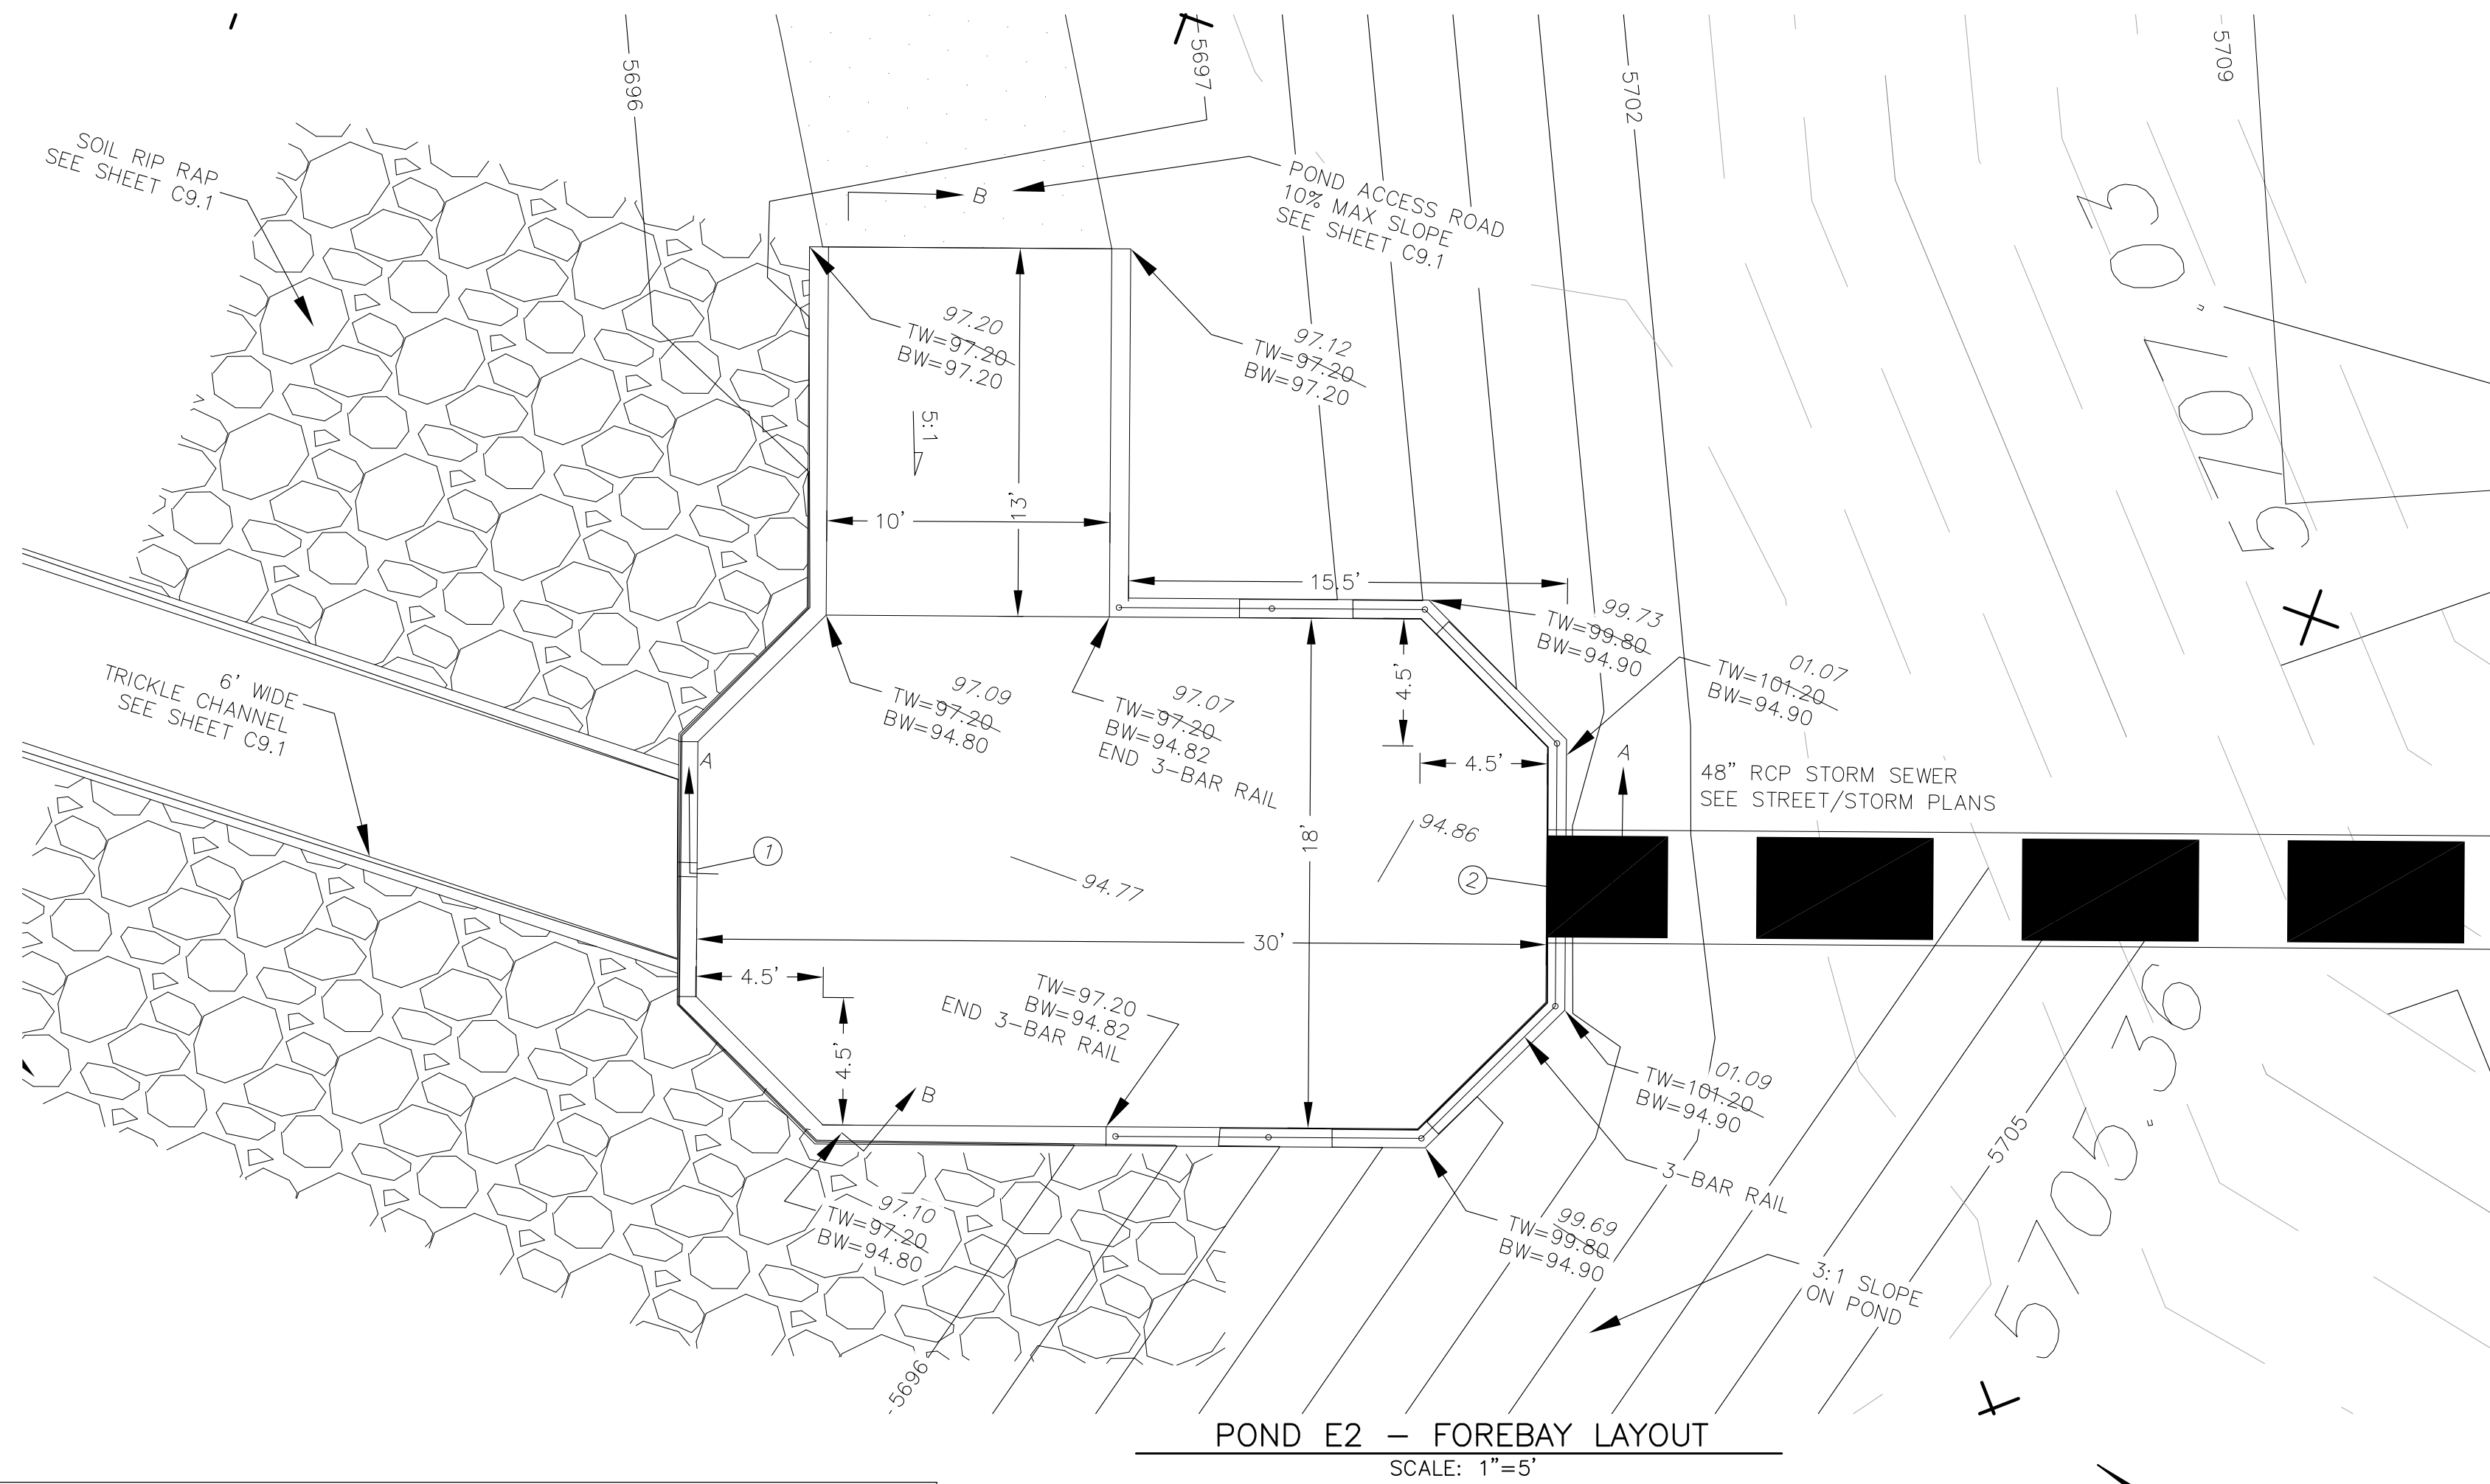 5696
5697
5702
5709
SOIL RIP RAP
SEE SHEET C9.1
B
POND ACCESS ROAD
10% MAX SLOPE
SEE SHEET C9.1
5703.30
97.20
TW=97.20
BW=97.20
97.12
TW=97.20
BW=97.20
5:1
10'
13'
15.5'
99.73
TW=99.80
BW=94.90
01.07
TW=101.20
BW=94.90
6' WIDE
TRICKLE CHANNEL
SEE SHEET C9.1
97.09
TW=97.20
BW=94.80
97.07
TW=97.20
BW=94.82
END 3-BAR RAIL
4.5'
4.5'
A
A
48" RCP STORM SEWER
SEE STREET/STORM PLANS
1
18'
94.86
94.77
2
30'
4.5'
4.5'
TW=97.20
BW=94.82
END 3-BAR RAIL
B
01.09
TW=101.20
BW=94.90
3-BAR RAIL
5705
5705.36
97.10
TW=97.20
BW=94.80
99.69
TW=99.80
BW=94.90
3:1 SLOPE
ON POND
5696
POND E2 - FOREBAY LAYOUT
SCALE: 1"=5'